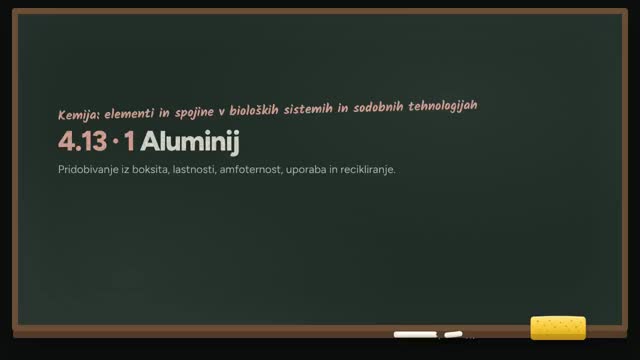 Kemija: elementi in spojine v bioloških sistemih in sodobnih tehnologijah
4.13 · 1 Aluminij
Pridobivanje iz boksita, lastnosti, amfoternost, uporaba in recikliranje.